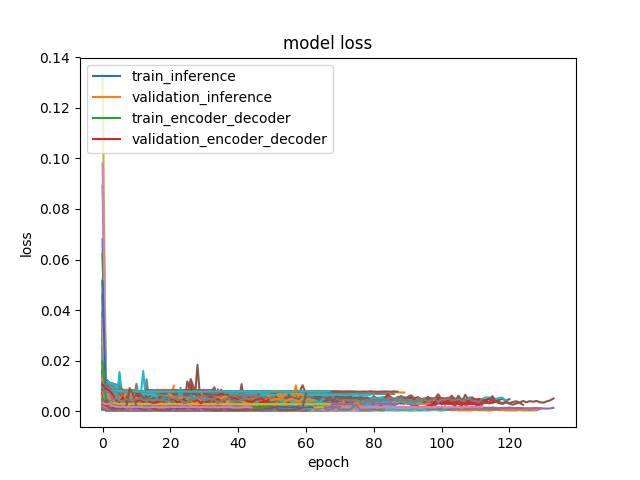 model loss
train_inference
validation_inference
train_encoder_decoder
validation_encoder_decoder
0.14
0.12
0.10
0.08
0.06
0.04
0.02
0.00
loss
0 20 40 60 80 100 120
epoch